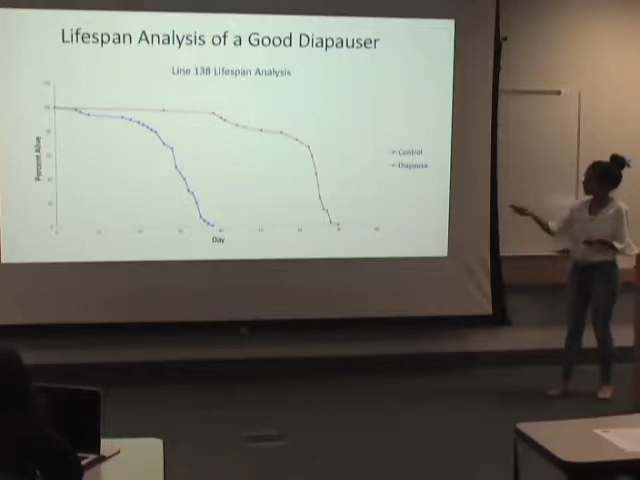 Lifespan Analysis of a Good Diapauser
Line 138 Lifespan Analysis
Percent Alive
Control
Diapause
Day